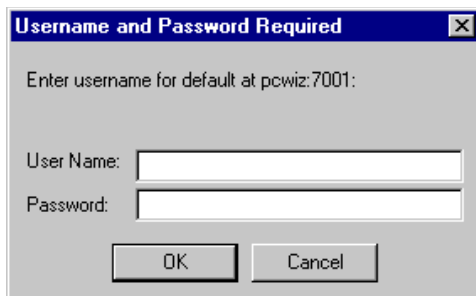 Username and Password Required
Enter username for default at pcwiz:7001:
User Name:
Password:
OK Cancel